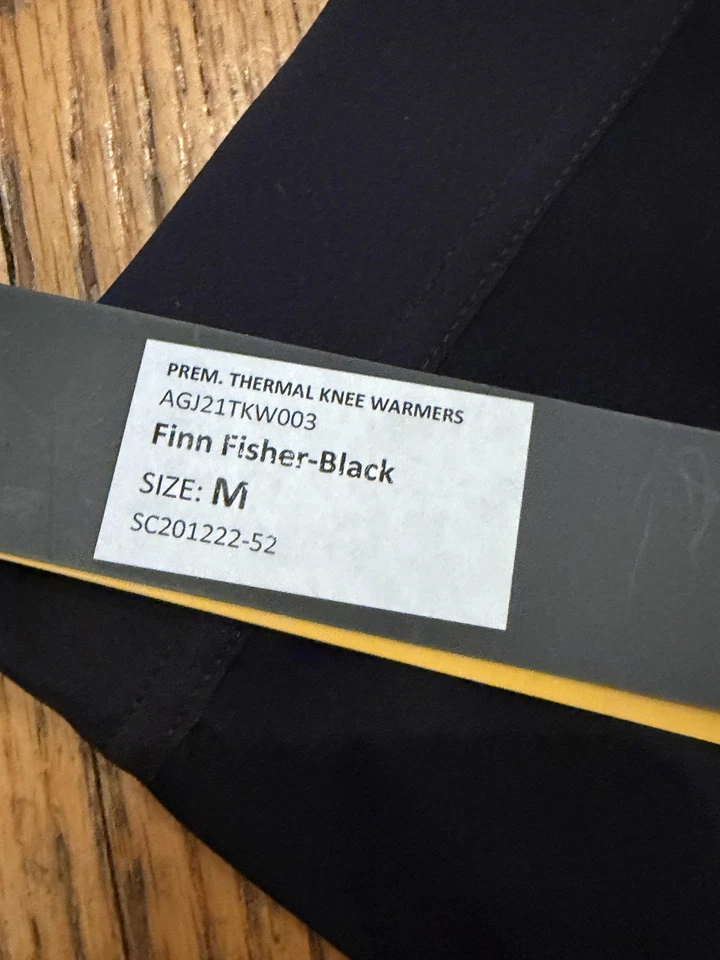 PREM. THERMAL KNEE WARMERS
AGJ21TKW003
Finn Fisher-Black
SIZE: M
SC201222-52